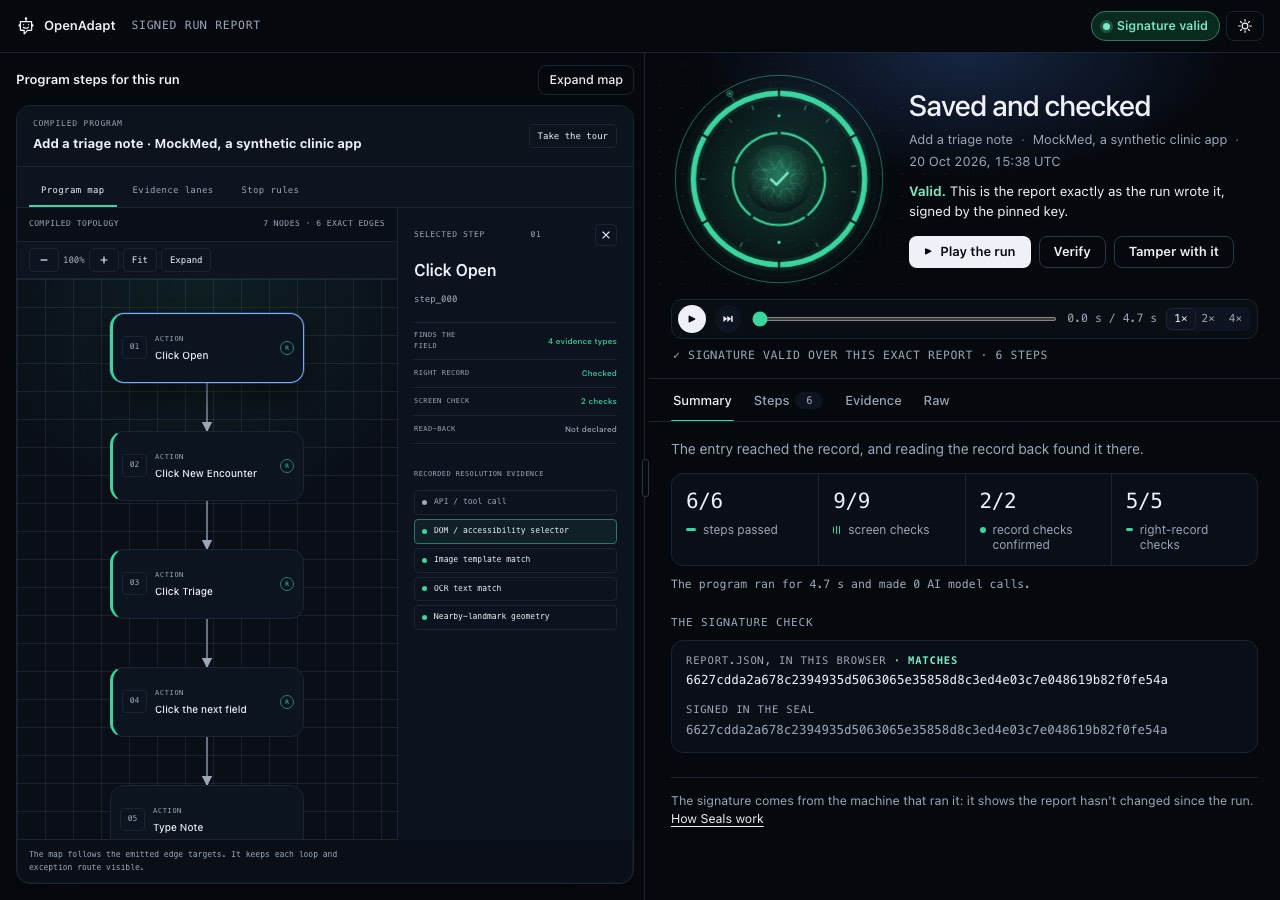 OpenAdapt SIGNED RUN REPORT
Signature valid
Program steps for this run
Expand map
COMPILED PROGRAM
Add a triage note · MockMed, a synthetic clinic app
Take the tour
Program map Evidence lanes Stop rules
COMPILED TOPOLOGY 7 NODES · 6 EXACT EDGES
− 100% + Fit Expand
01 ACTION
Click Open
R
02 ACTION
Click New Encounter
R
03 ACTION
Click Triage
R
04 ACTION
Click the next field
R
05 ACTION
Type Note
The map follows the emitted edge targets. It keeps each loop and
exception route visible.
SELECTED STEP 01
Click Open
step_000
FINDS THE
FIELD
4 evidence types
RIGHT RECORD Checked
SCREEN CHECK 2 checks
READ-BACK Not declared
RECORDED RESOLUTION EVIDENCE
API / tool call
DOM / accessibility selector
Image template match
OCR text match
Nearby-landmark geometry
Saved and checked
Add a triage note · MockMed, a synthetic clinic app ·
20 Oct 2026, 15:38 UTC
Valid. This is the report exactly as the run wrote it,
signed by the pinned key.
Play the run Verify Tamper with it
0.0 s / 4.7 s 1× 2× 4×
✓ SIGNATURE VALID OVER THIS EXACT REPORT · 6 STEPS
Summary Steps 6 Evidence Raw
The entry reached the record, and reading the record back found it there.
6/6
steps passed
9/9
screen checks
2/2
record checks
confirmed
5/5
right-record
checks
The program ran for 4.7 s and made 0 AI model calls.
THE SIGNATURE CHECK
REPORT.JSON, IN THIS BROWSER · MATCHES
6627cdda2a678c2394935d5063065e35858d8c3ed4e03c7e048619b82f0fe54a
SIGNED IN THE SEAL
6627cdda2a678c2394935d5063065e35858d8c3ed4e03c7e048619b82f0fe54a
The signature comes from the machine that ran it: it shows the report hasn't changed since the run.
How Seals work